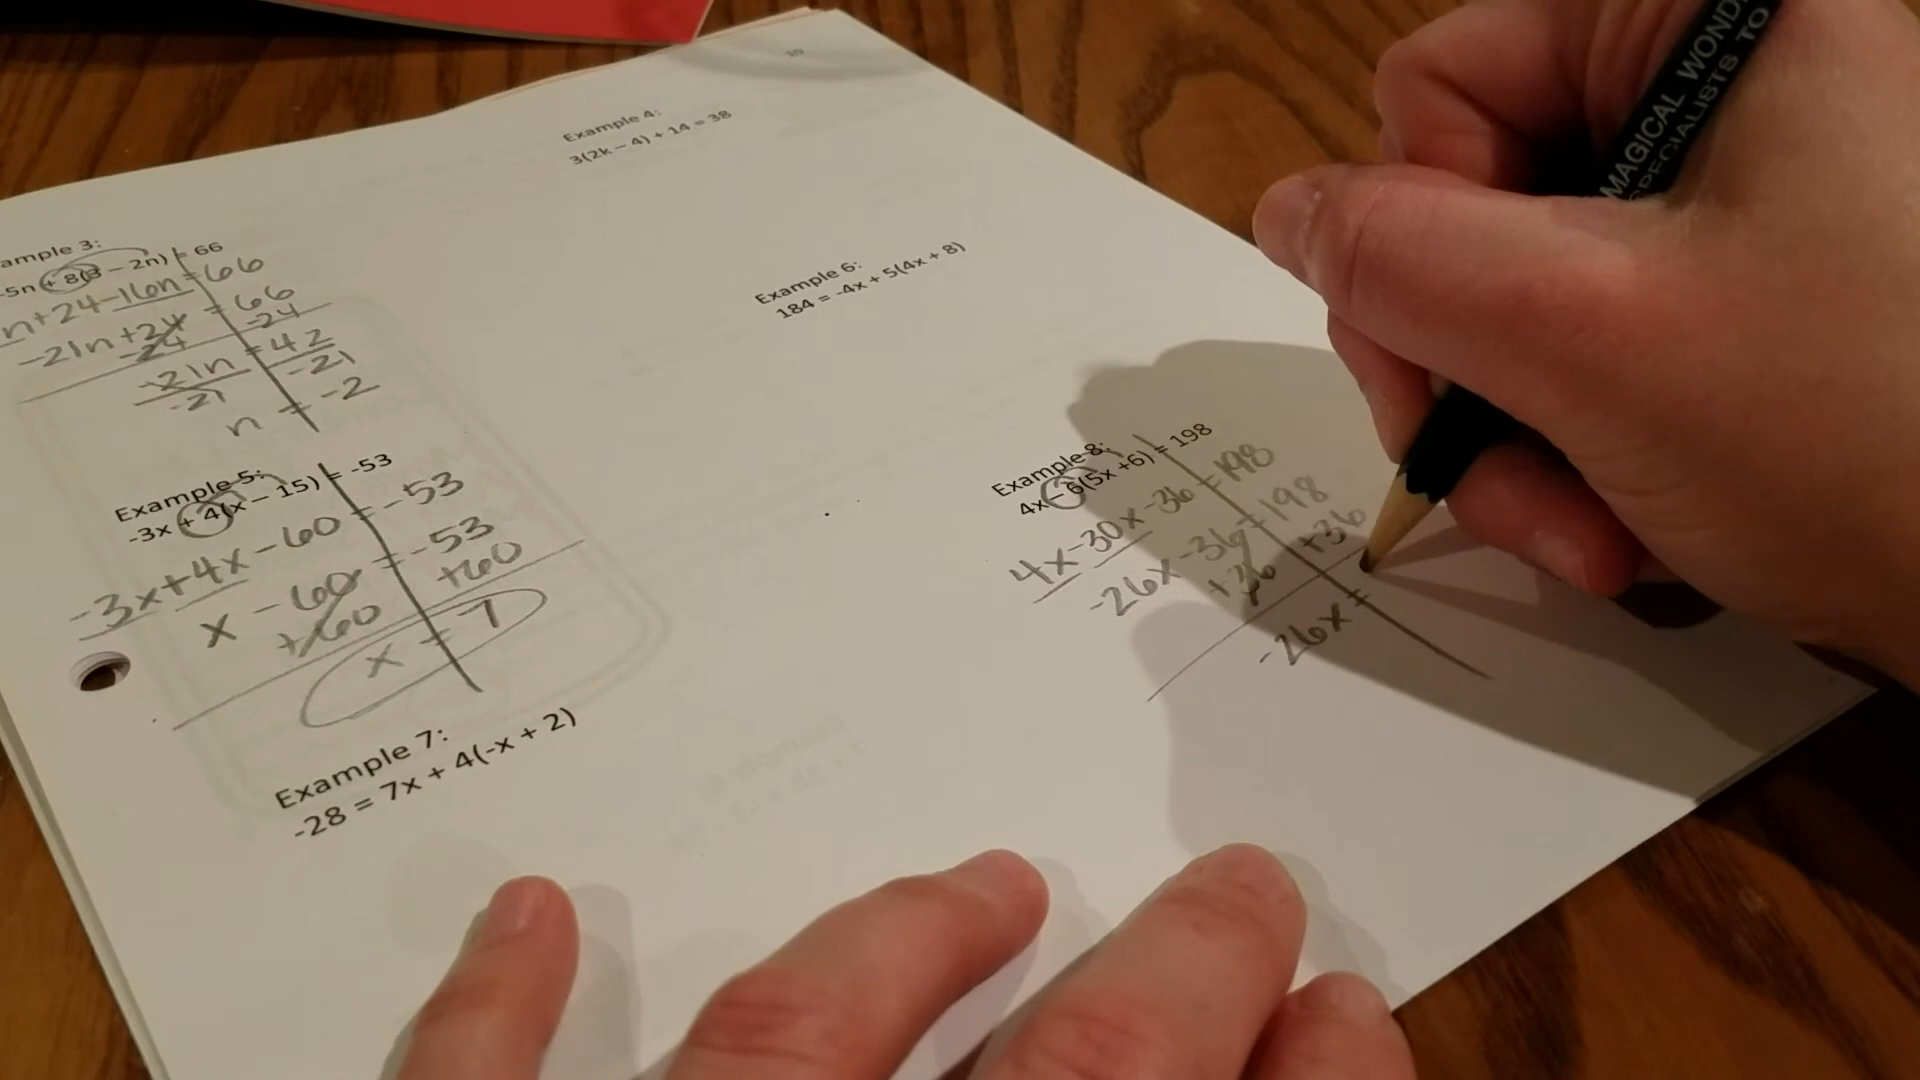 10
Example 4:
3(2k – 4) + 14 = 38
ample 3:
-5n + 8(3 – 2n) = 66
n+24-16n = 66
-21n+24 = 66
-24 -24
-21n = 42
-21 -21
n = -2
Example 6:
184 = -4x + 5(4x + 8)
Example 5:
-3x + 4(x – 15) = -53
-3x+4x-60 = -53
x - 60 = -53
+60 +60
x = 7
Example 8:
4x – 6(5x +6) = 198
4x-30x-36 = 198
-26x-36 = 198
+36 +36
-26x =
Example 7:
-28 = 7x + 4(-x + 2)
MAGICAL WOND
SPECIALISTS TO